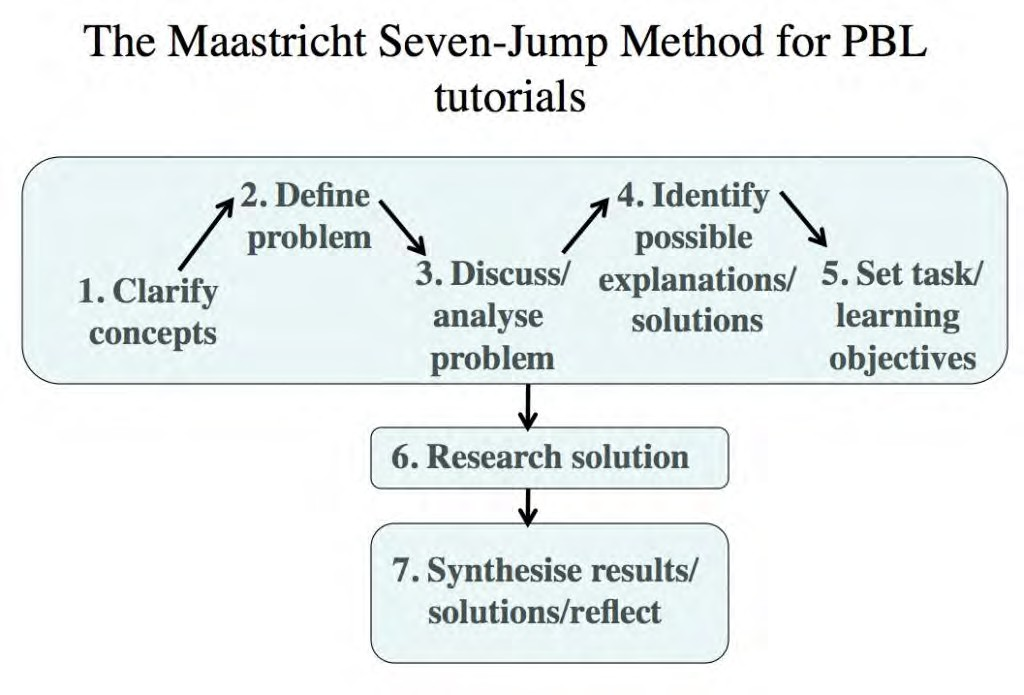 The Maastricht Seven-Jump Method for PBL
tutorials
1. Clarify
concepts
2. Define
problem
3. Discuss/
analyse
problem
4. Identify
possible
explanations/
solutions
5. Set task/
learning
objectives
6. Research solution
7. Synthesise results/
solutions/reflect